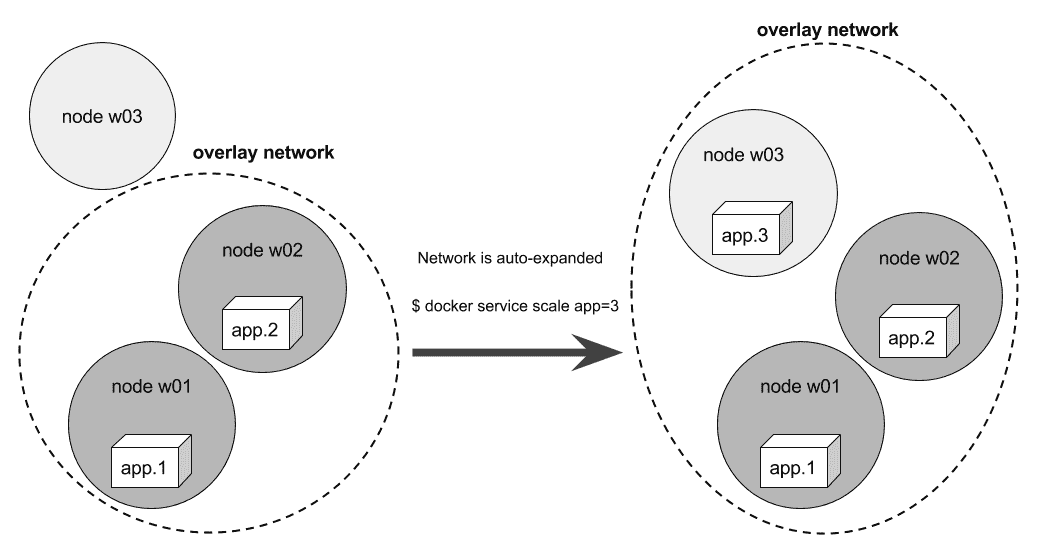 node w03
overlay network
node w02
app.2
node w01
app.1
Network is auto-expanded
$ docker service scale app=3
overlay network
node w03
app.3
node w02
app.2
node w01
app.1